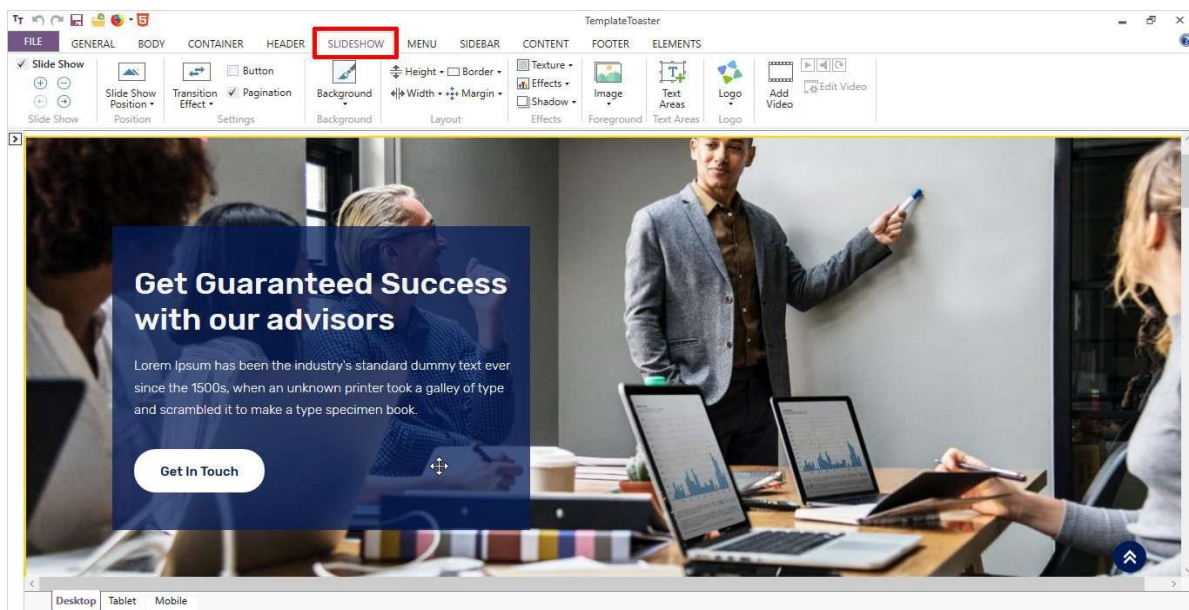 TT
5
TemplateToaster
FILE GENERAL BODY CONTAINER HEADER SLIDESHOW MENU SIDEBAR CONTENT FOOTER ELEMENTS
Slide Show
Slide Show Position
Transition Effect
Button
Pagination
Background
Height
Border
Width
Margin
Texture
Effects
Shadow
Image
Text Areas
Logo
Add Video
Edit Video
Slide Show Position Settings Background Layout Effects Foreground Text Areas Logo
Get Guaranteed Success
with our advisors
Lorem Ipsum has been the industry's standard dummy text ever
since the 1500s, when an unknown printer took a galley of type
and scrambled it to make a type specimen book.
Get In Touch
Desktop Tablet Mobile